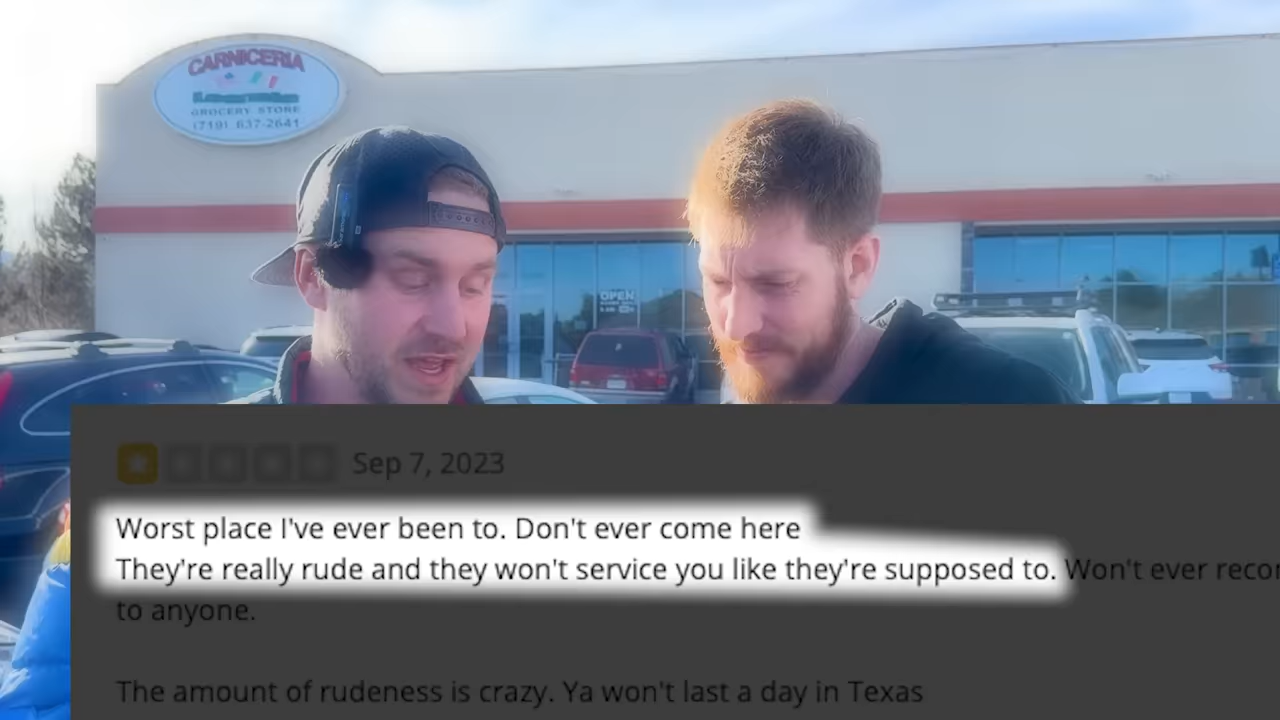 CARNICERIA
GROCERY STORE
(719) 637-2641
OPEN
Sep 7, 2023
Worst place I've ever been to. Don't ever come here
They're really rude and they won't service you like they're supposed to. Won't ever recor
to anyone.
The amount of rudeness is crazy. Ya won't last a day in Texas